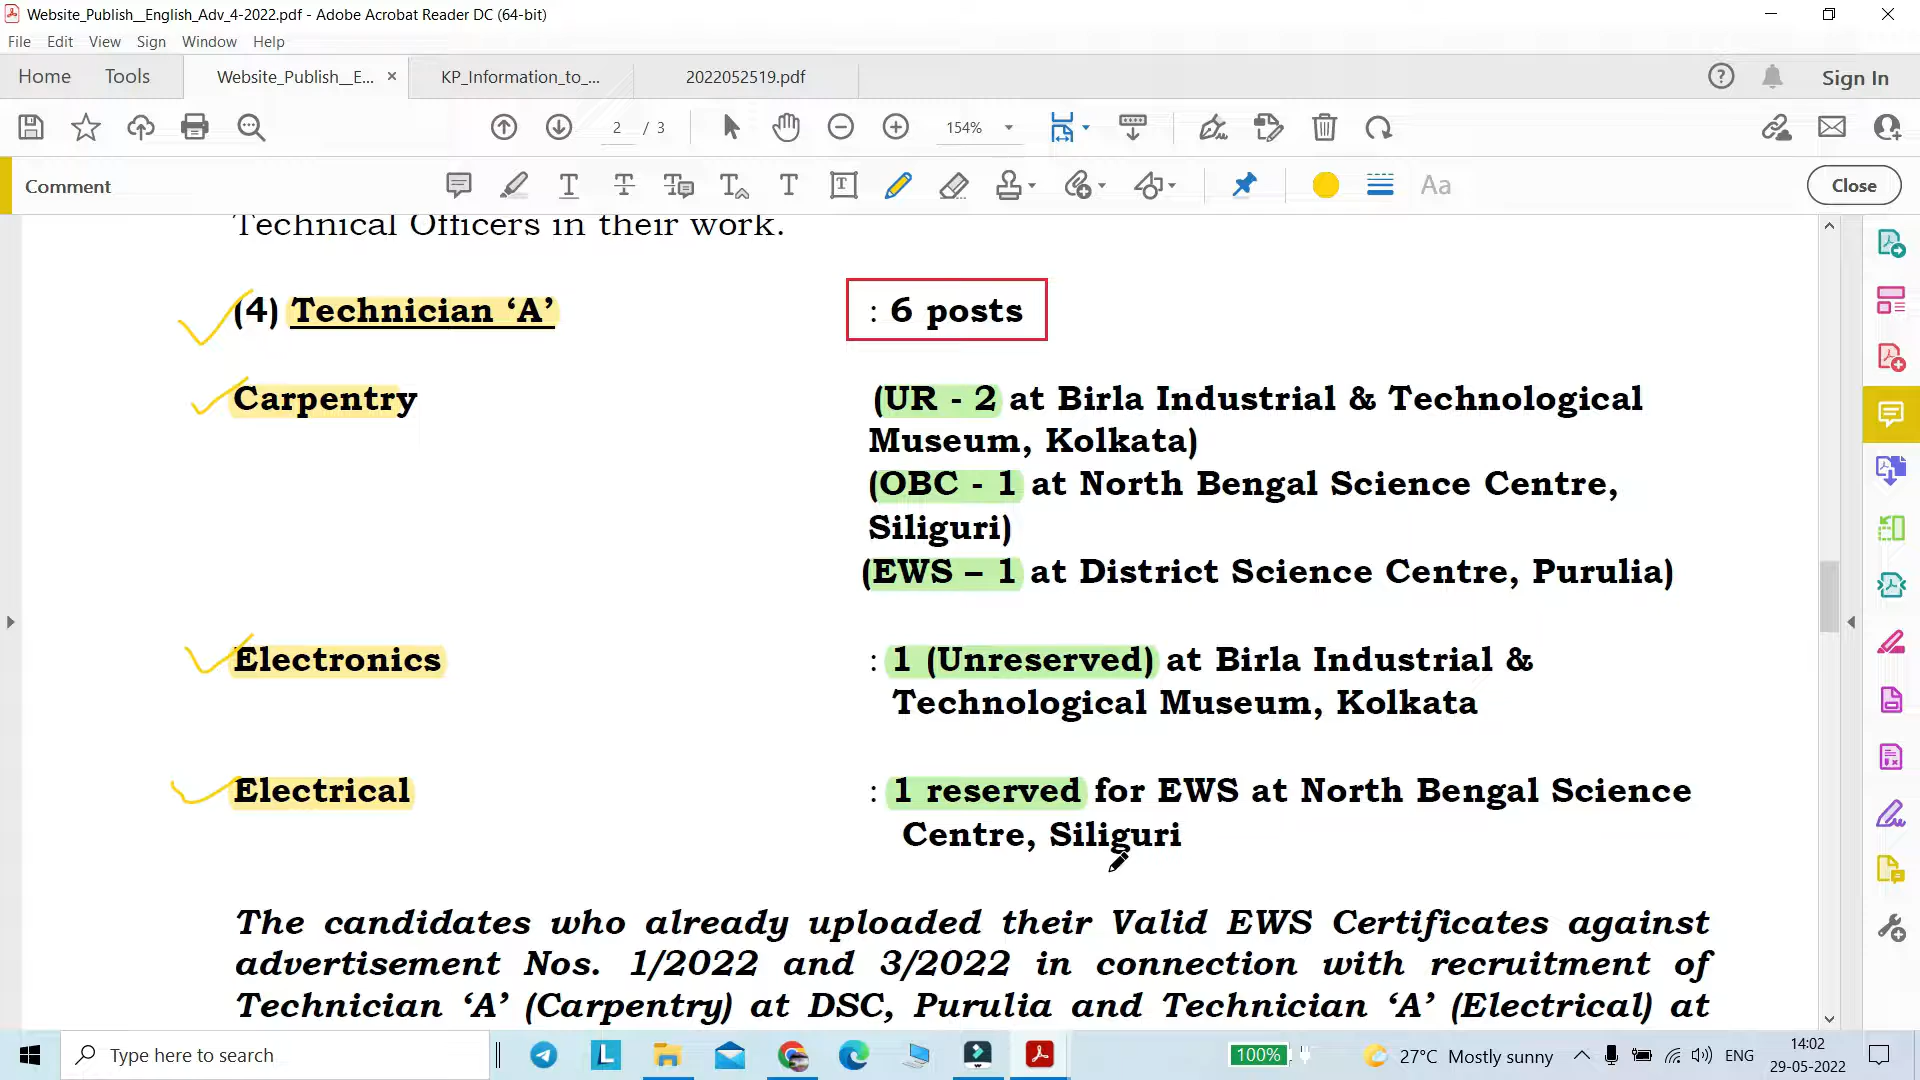 Website_Publish__English_Adv_4-2022.pdf - Adobe Acrobat Reader DC (64-bit)
File Edit View Sign Window Help
Home Tools Website_Publish__E... × KP_Information_to_... 2022052519.pdf Sign In
2 / 3 154%
Comment Close
Technical Officers in their work.
(4) Technician ‘A’ : 6 posts
Carpentry (UR - 2 at Birla Industrial & Technological
Museum, Kolkata)
(OBC - 1 at North Bengal Science Centre,
Siliguri)
(EWS – 1 at District Science Centre, Purulia)
Electronics : 1 (Unreserved) at Birla Industrial &
Technological Museum, Kolkata
Electrical : 1 reserved for EWS at North Bengal Science
Centre, Siliguri
The candidates who already uploaded their Valid EWS Certificates against
advertisement Nos. 1/2022 and 3/2022 in connection with recruitment of
Technician ‘A’ (Carpentry) at DSC, Purulia and Technician ‘A’ (Electrical) at
Type here to search 100% 27°C Mostly sunny ENG 14:02
29-05-2022